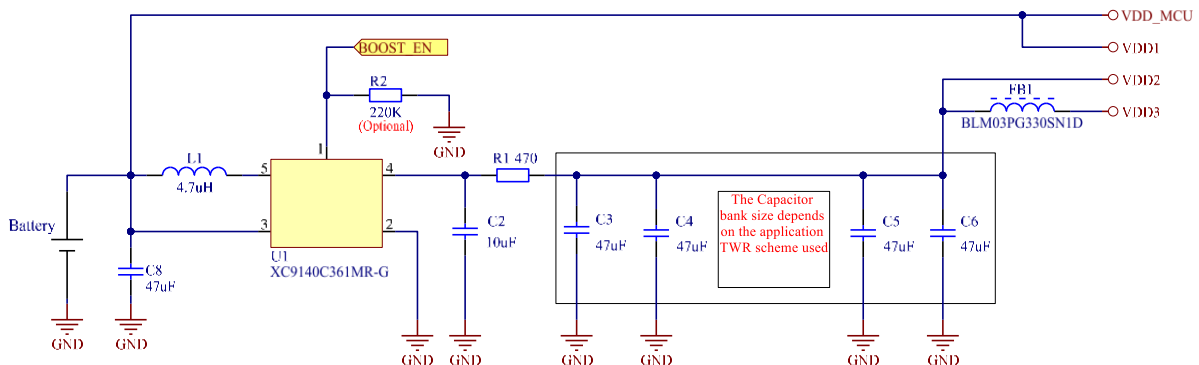 VDD_MCU
BOOST_EN
VDD1
VDD2
R2
220K
(Optional)
FB1
BLM03PG330SN1D
VDD3
GND
1
L1
4.7uH
5
4
R1 470
Battery
3
2
C8
47uF
U1
XC9140C361MR-G
C2
10uF
C3
47uF
C4
47uF
The Capacitor
bank size depends
on the application
TWR scheme used
C5
47uF
C6
47uF
GND
GND
GND
GND
GND
GND
GND
GND